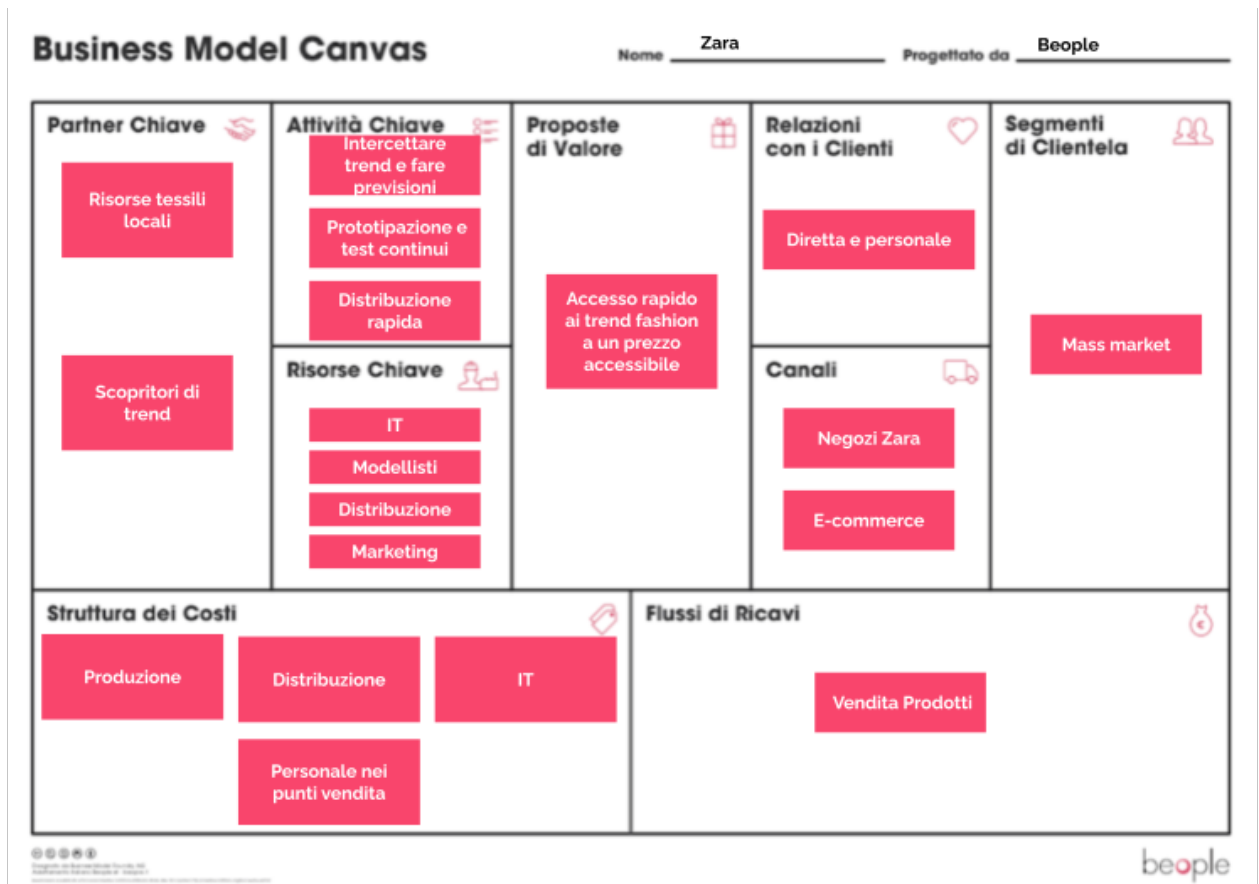 Business Model Canvas
Nome Zara
Progettato da Beople
Partner Chiave
Risorse tessili
locali
Scopritori di
trend
Attività Chiave
Intercettare
trend e fare
previsioni
Prototipazione e
test continui
Distribuzione
rapida
Risorse Chiave
IT
Modellisti
Distribuzione
Marketing
Proposte
di Valore
Accesso rapido
ai trend fashion
a un prezzo
accessibile
Relazioni
con i Clienti
Diretta e personale
Canali
Negozi Zara
E-commerce
Segmenti
di Clientela
Mass market
Struttura dei Costi
Produzione
Distribuzione
IT
Personale nei
punti vendita
Flussi di Ricavi
Vendita Prodotti
beople